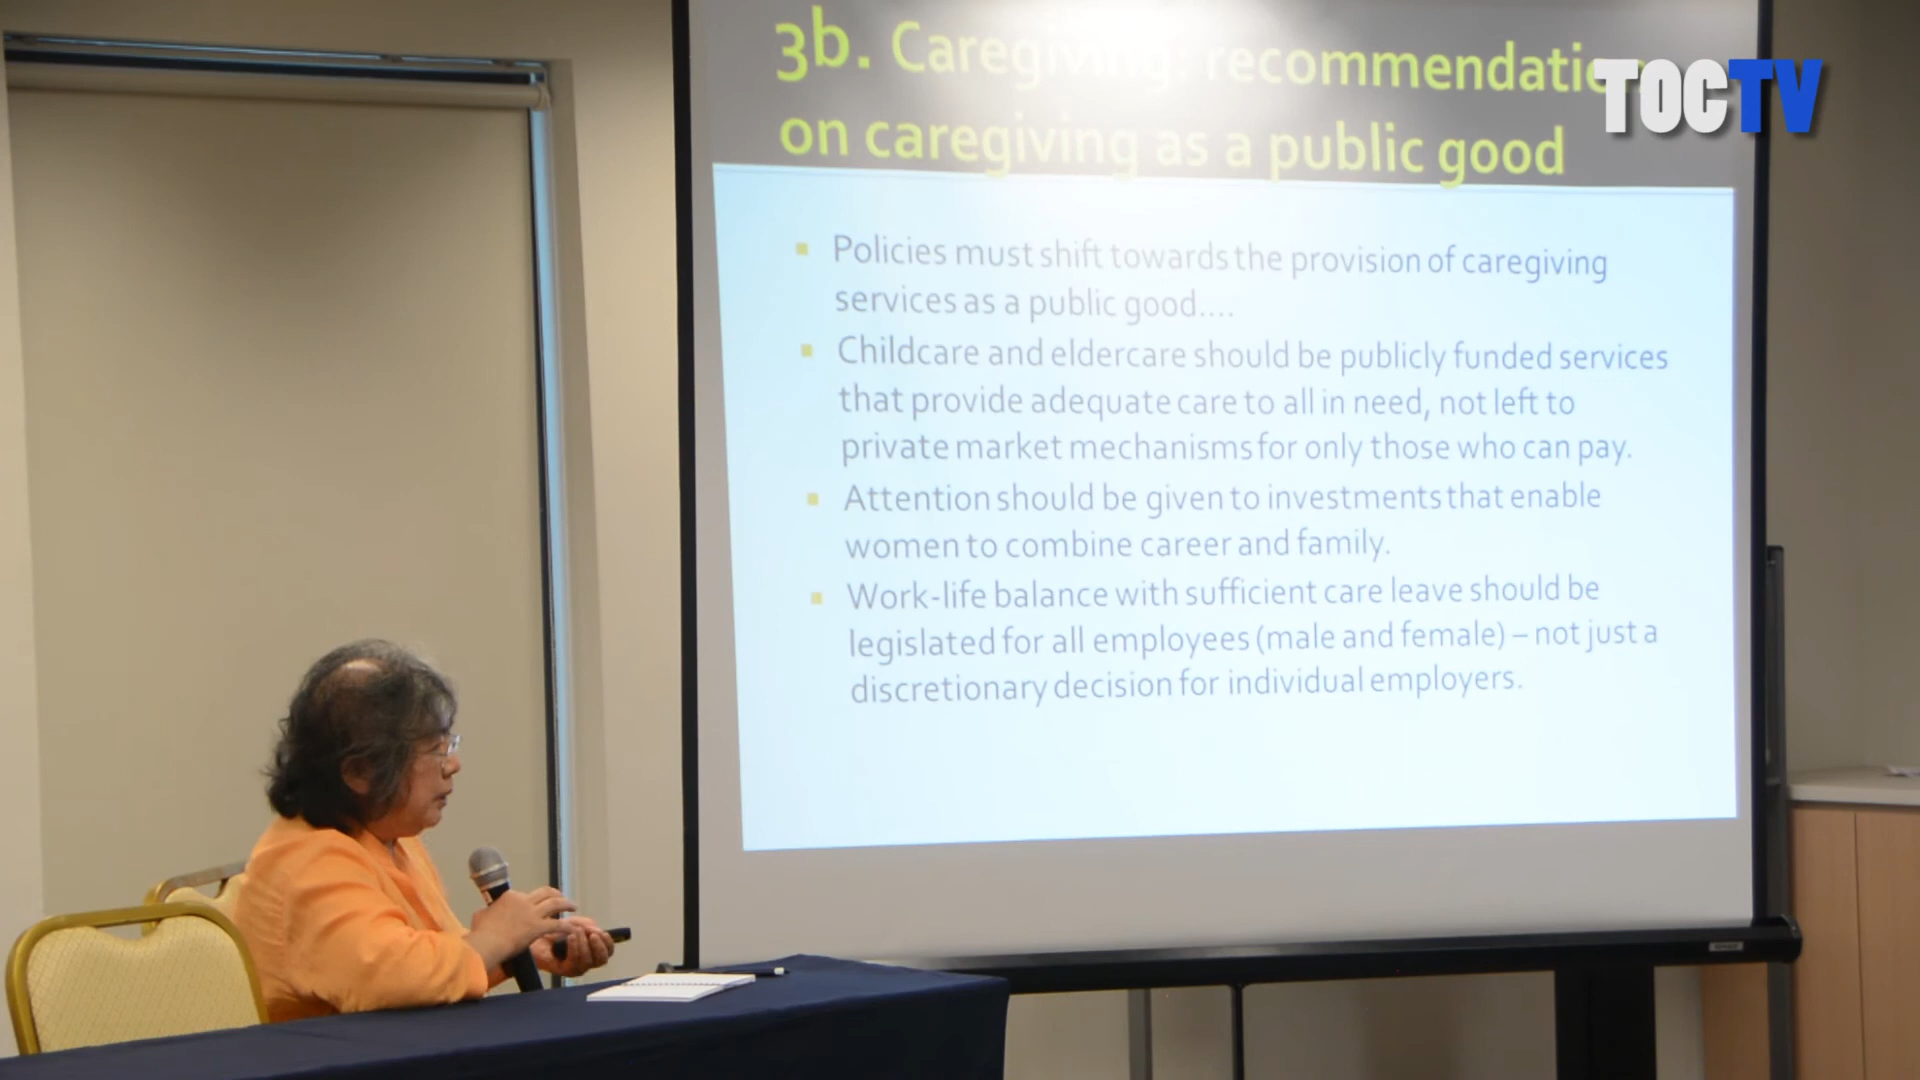 3b. Caregiving: recommendatio
TOCTV
on caregiving as a public good
Policies must shift towards the provision of caregiving
services as a public good....
Childcare and eldercare should be publicly funded services
that provide adequate care to all in need, not left to
private market mechanisms for only those who can pay.
Attention should be given to investments that enable
women to combine career and family.
Work-life balance with sufficient care leave should be
legislated for all employees (male and female) – not just a
discretionary decision for individual employers.